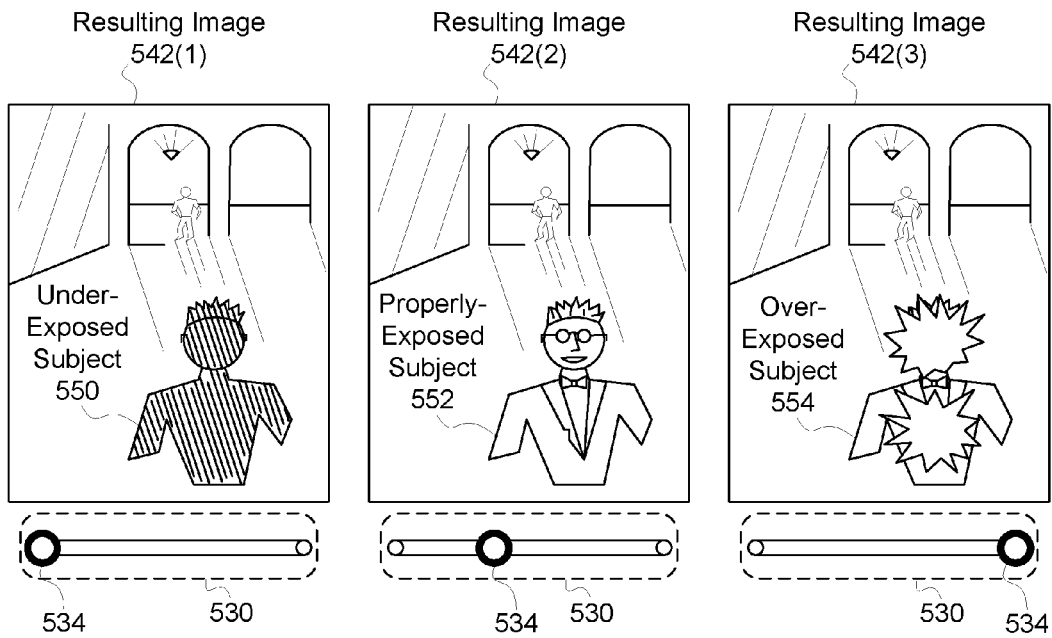 Resulting Image
542(1)
Resulting Image
542(2)
Resulting Image
542(3)
Under-
Exposed
Subject
550
Properly-
Exposed
Subject
552
Over-
Exposed
Subject
554
534
530
534
530
530
534